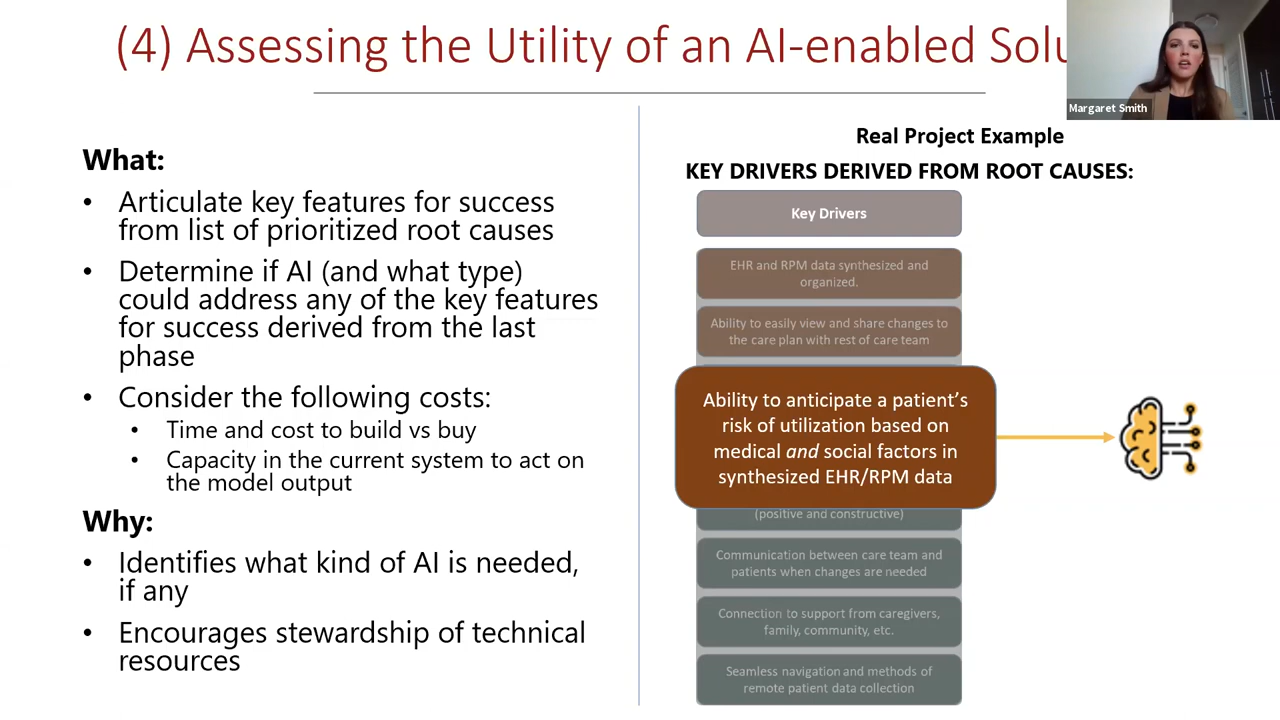 (4) Assessing the Utility of an AI-enabled Solu
Margaret Smith
What:
• Articulate key features for success
from list of prioritized root causes
• Determine if AI (and what type)
could address any of the key features
for success derived from the last
phase
• Consider the following costs:
• Time and cost to build vs buy
• Capacity in the current system to act on
the model output
Why:
• Identifies what kind of AI is needed,
if any
• Encourages stewardship of technical
resources
Real Project Example
KEY DRIVERS DERIVED FROM ROOT CAUSES:
Key Drivers
EHR and RPM data synthesized and
organized.
Ability to easily view and share changes to
the care plan with rest of care team
Ability to anticipate a patient's
risk of utilization based on
medical and social factors in
synthesized EHR/RPM data
(positive and constructive)
Communication between care team and
patients when changes are needed
Connection to support from caregivers,
family, community, etc.
Seamless navigation and methods of
remote patient data collection